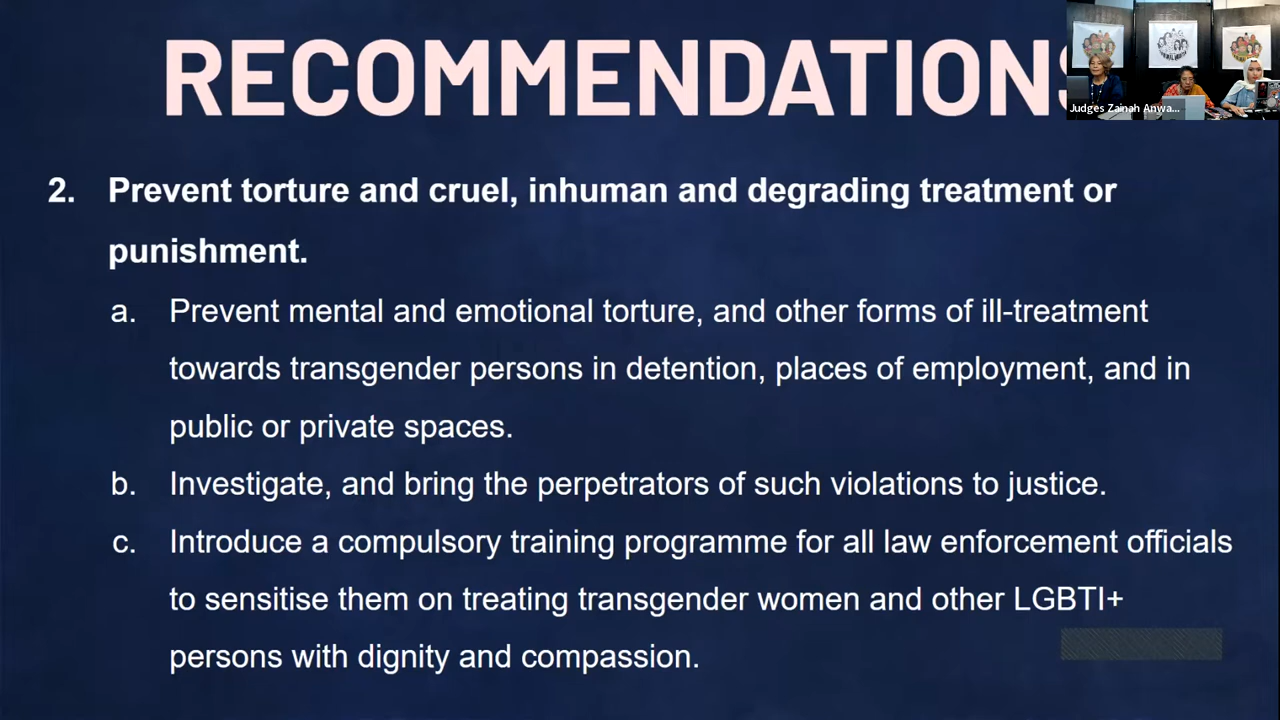 RECOMMENDATIONS
Judges Zainah Anwa...
2. Prevent torture and cruel, inhuman and degrading treatment or
punishment.
a. Prevent mental and emotional torture, and other forms of ill-treatment
towards transgender persons in detention, places of employment, and in
public or private spaces.
b. Investigate, and bring the perpetrators of such violations to justice.
c. Introduce a compulsory training programme for all law enforcement officials
to sensitise them on treating transgender women and other LGBTI+
persons with dignity and compassion.